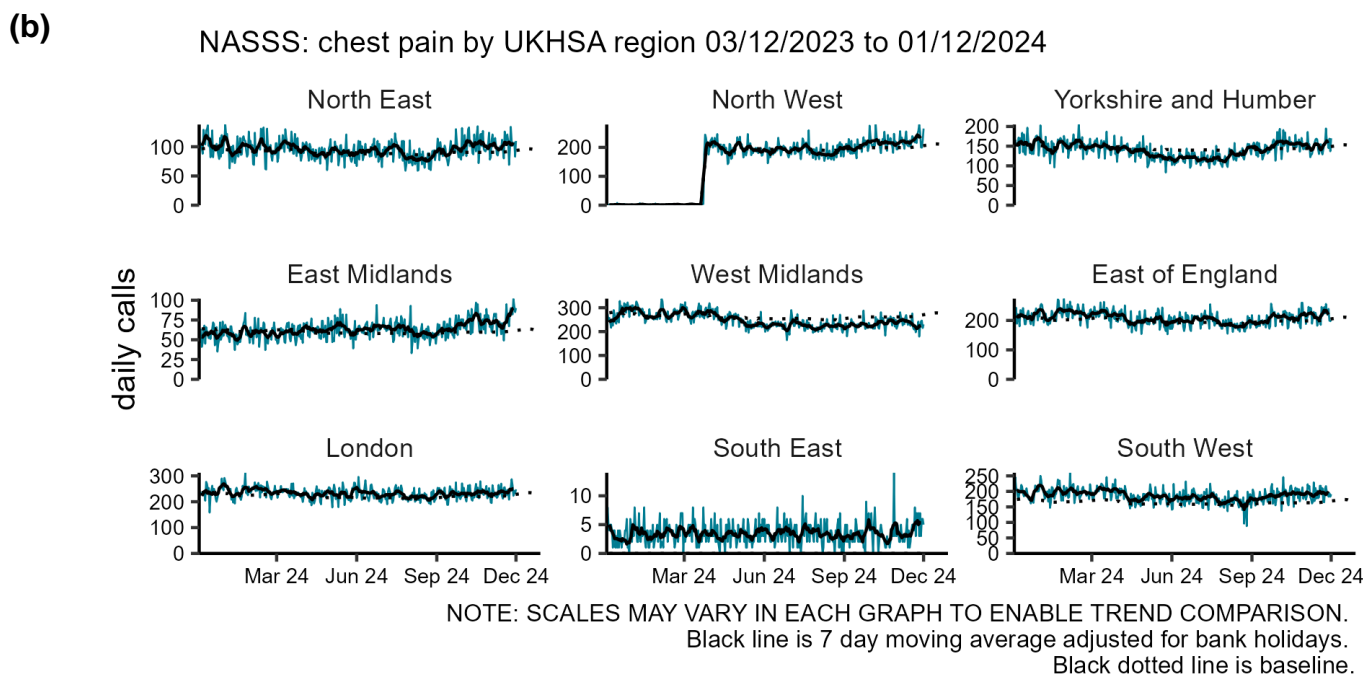 (b)
NASSS: chest pain by UKHSA region 03/12/2023 to 01/12/2024
daily calls
North East
100
50
0
North West
200
100
0
Yorkshire and Humber
200
150
100
50
0
East Midlands
100
75
50
25
0
West Midlands
300
200
100
0
East of England
200
100
0
London
300
200
100
0
Mar 24 Jun 24 Sep 24 Dec 24
South East
10
5
0
Mar 24 Jun 24 Sep 24 Dec 24
South West
250
200
150
100
50
0
Mar 24 Jun 24 Sep 24 Dec 24
NOTE: SCALES MAY VARY IN EACH GRAPH TO ENABLE TREND COMPARISON.
Black line is 7 day moving average adjusted for bank holidays.
Black dotted line is baseline.